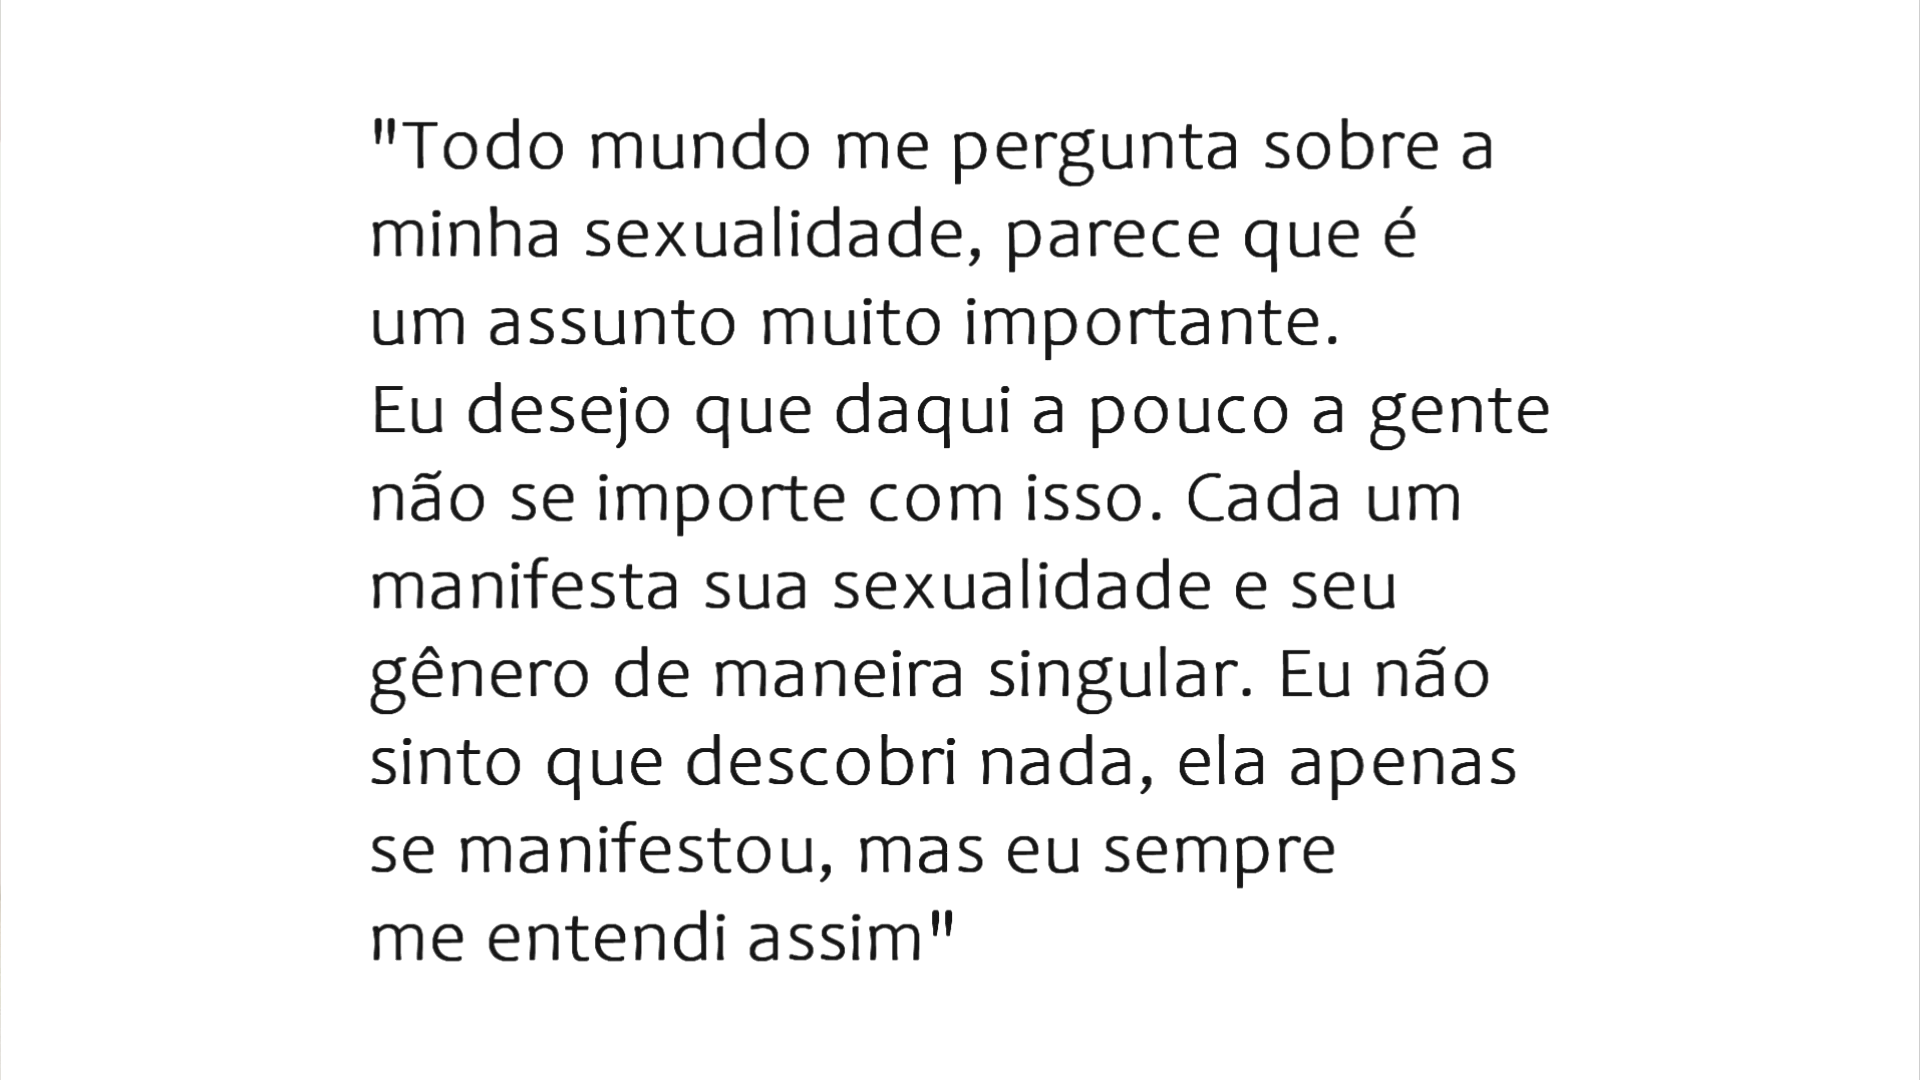 "Todo mundo me pergunta sobre a
minha sexualidade, parece que é
um assunto muito importante.
Eu desejo que daqui a pouco a gente
não se importe com isso. Cada um
manifesta sua sexualidade e seu
gênero de maneira singular. Eu não
sinto que descobri nada, ela apenas
se manifestou, mas eu sempre
me entendi assim"